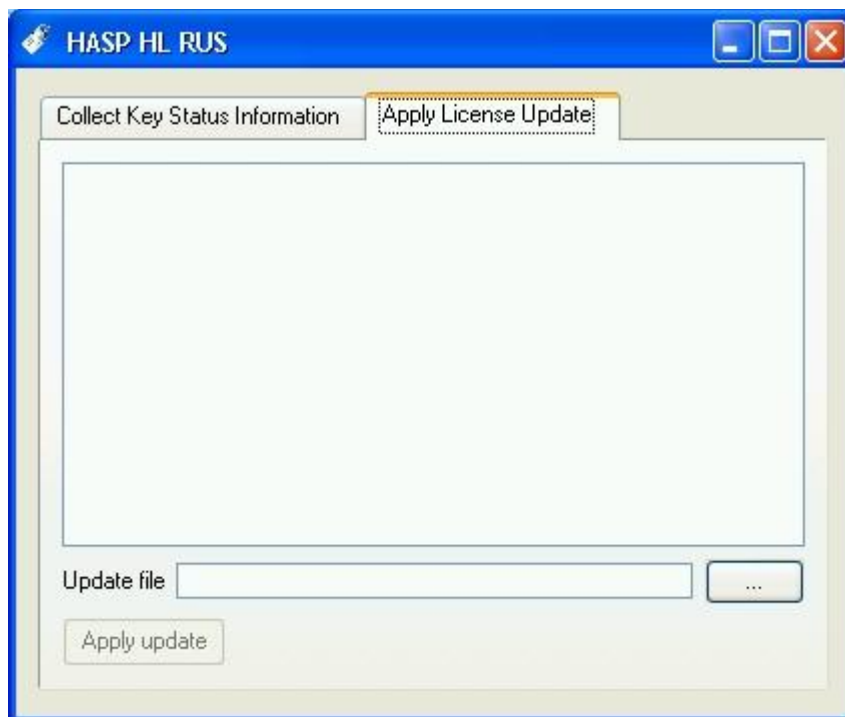 HASP HL RUS
Collect Key Status Information
Apply License Update
Update file
...
Apply update